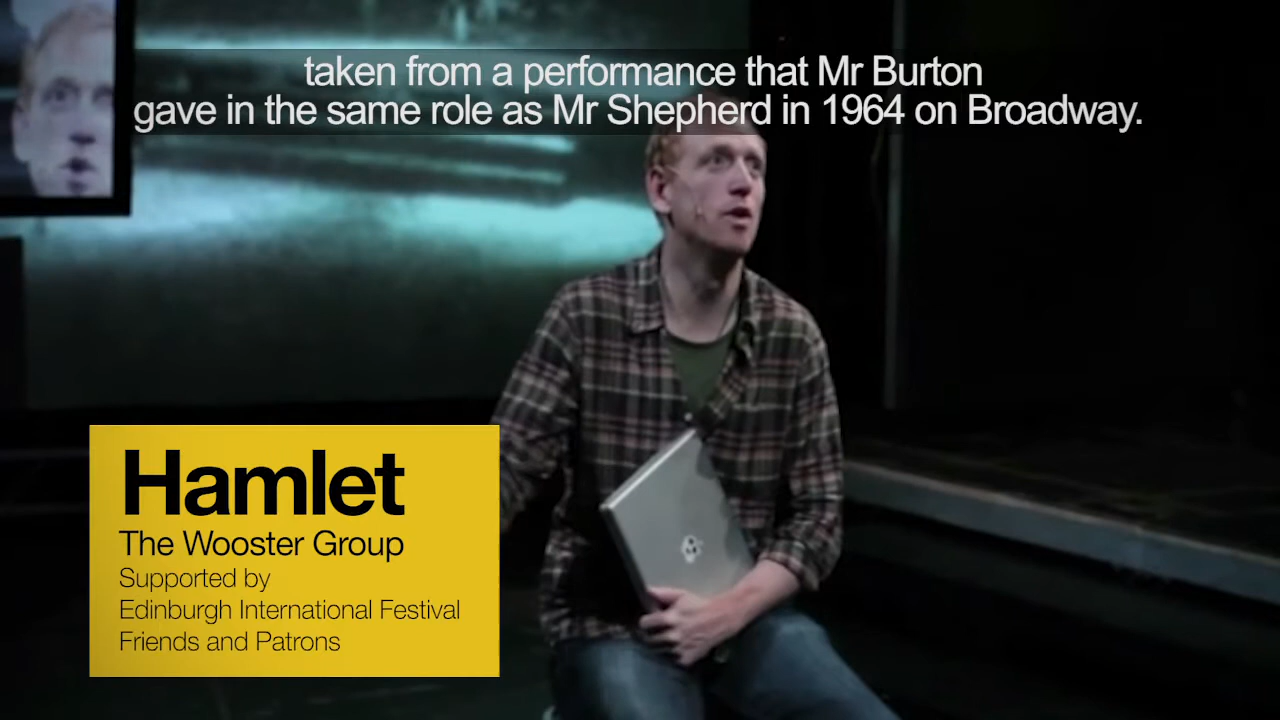 taken from a performance that Mr Burton
gave in the same role as Mr Shepherd in 1964 on Broadway.
Hamlet
The Wooster Group
Supported by
Edinburgh International Festival
Friends and Patrons